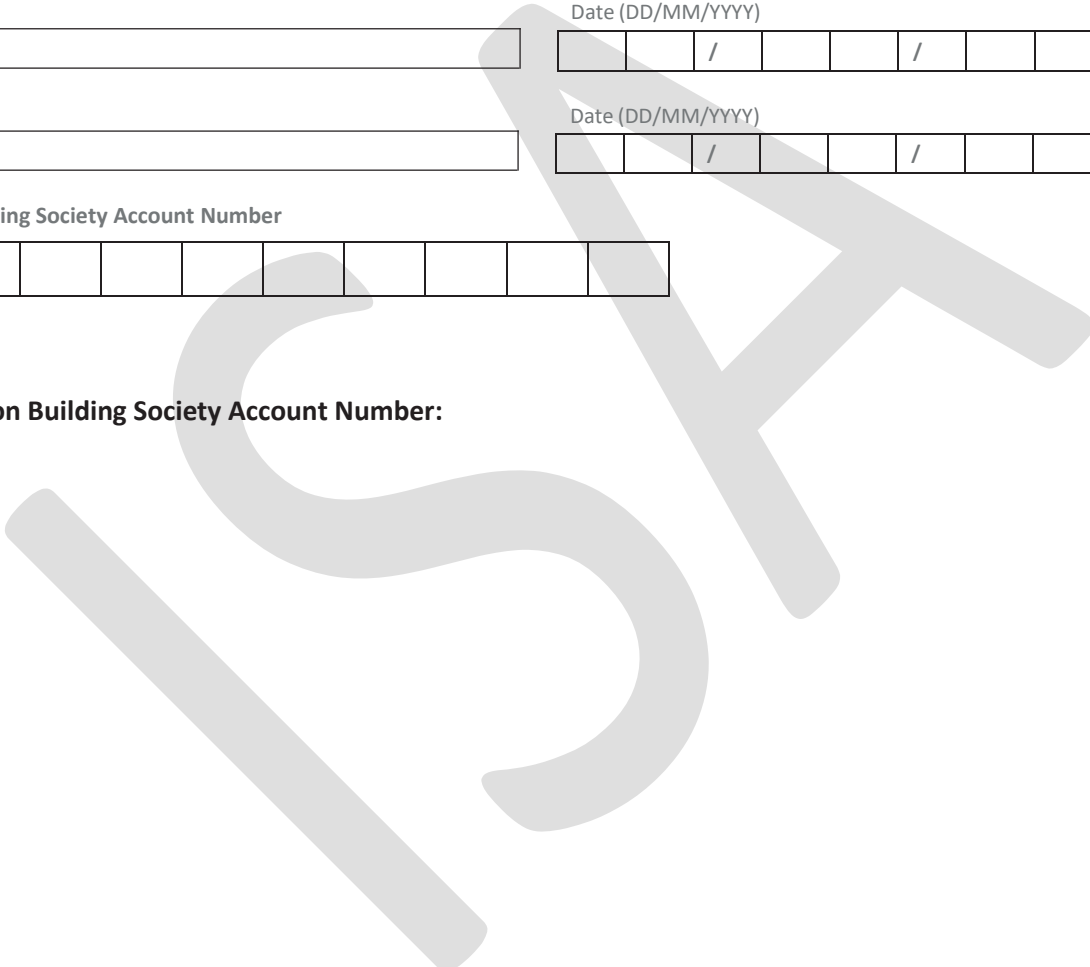 Date (DD/MM/YYYY)
/ /
Date (DD/MM/YYYY)
/ /
ing Society Account Number
on Building Society Account Number:
ISA